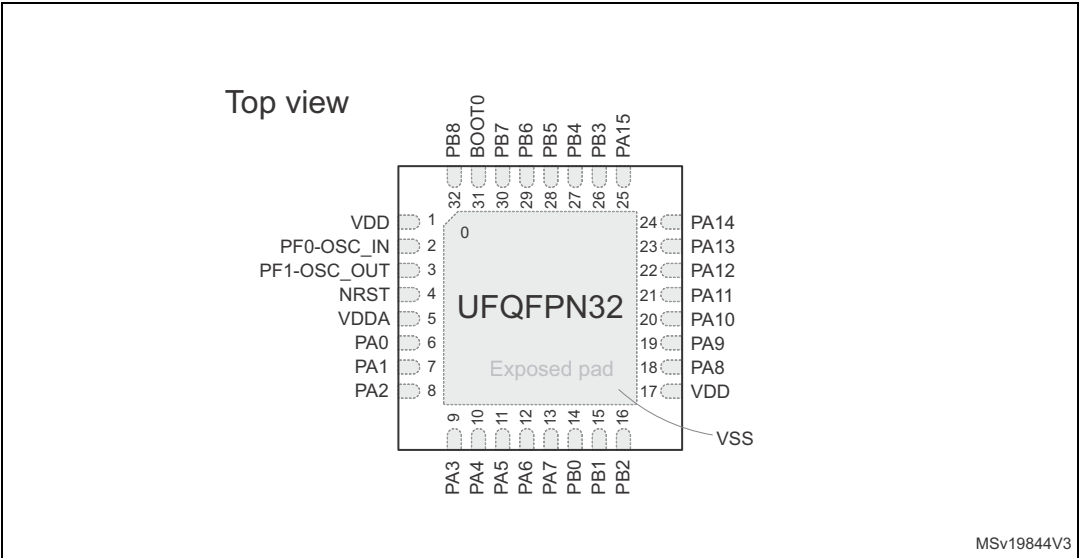 Top view
PB8
BOOT0
PB7
PB6
PB5
PB4
PB3
PA15
32
31
30
29
28
27
26
25
VDD 1
PF0-OSC_IN 2
PF1-OSC_OUT 3
NRST 4
VDDA 5
PA0 6
PA1 7
PA2 8
0
UFQFPN32
Exposed pad
24 PA14
23 PA13
22 PA12
21 PA11
20 PA10
19 PA9
18 PA8
17 VDD
VSS
9
10
11
12
13
14
15
16
PA3
PA4
PA5
PA6
PA7
PB0
PB1
PB2
MSv19844V3